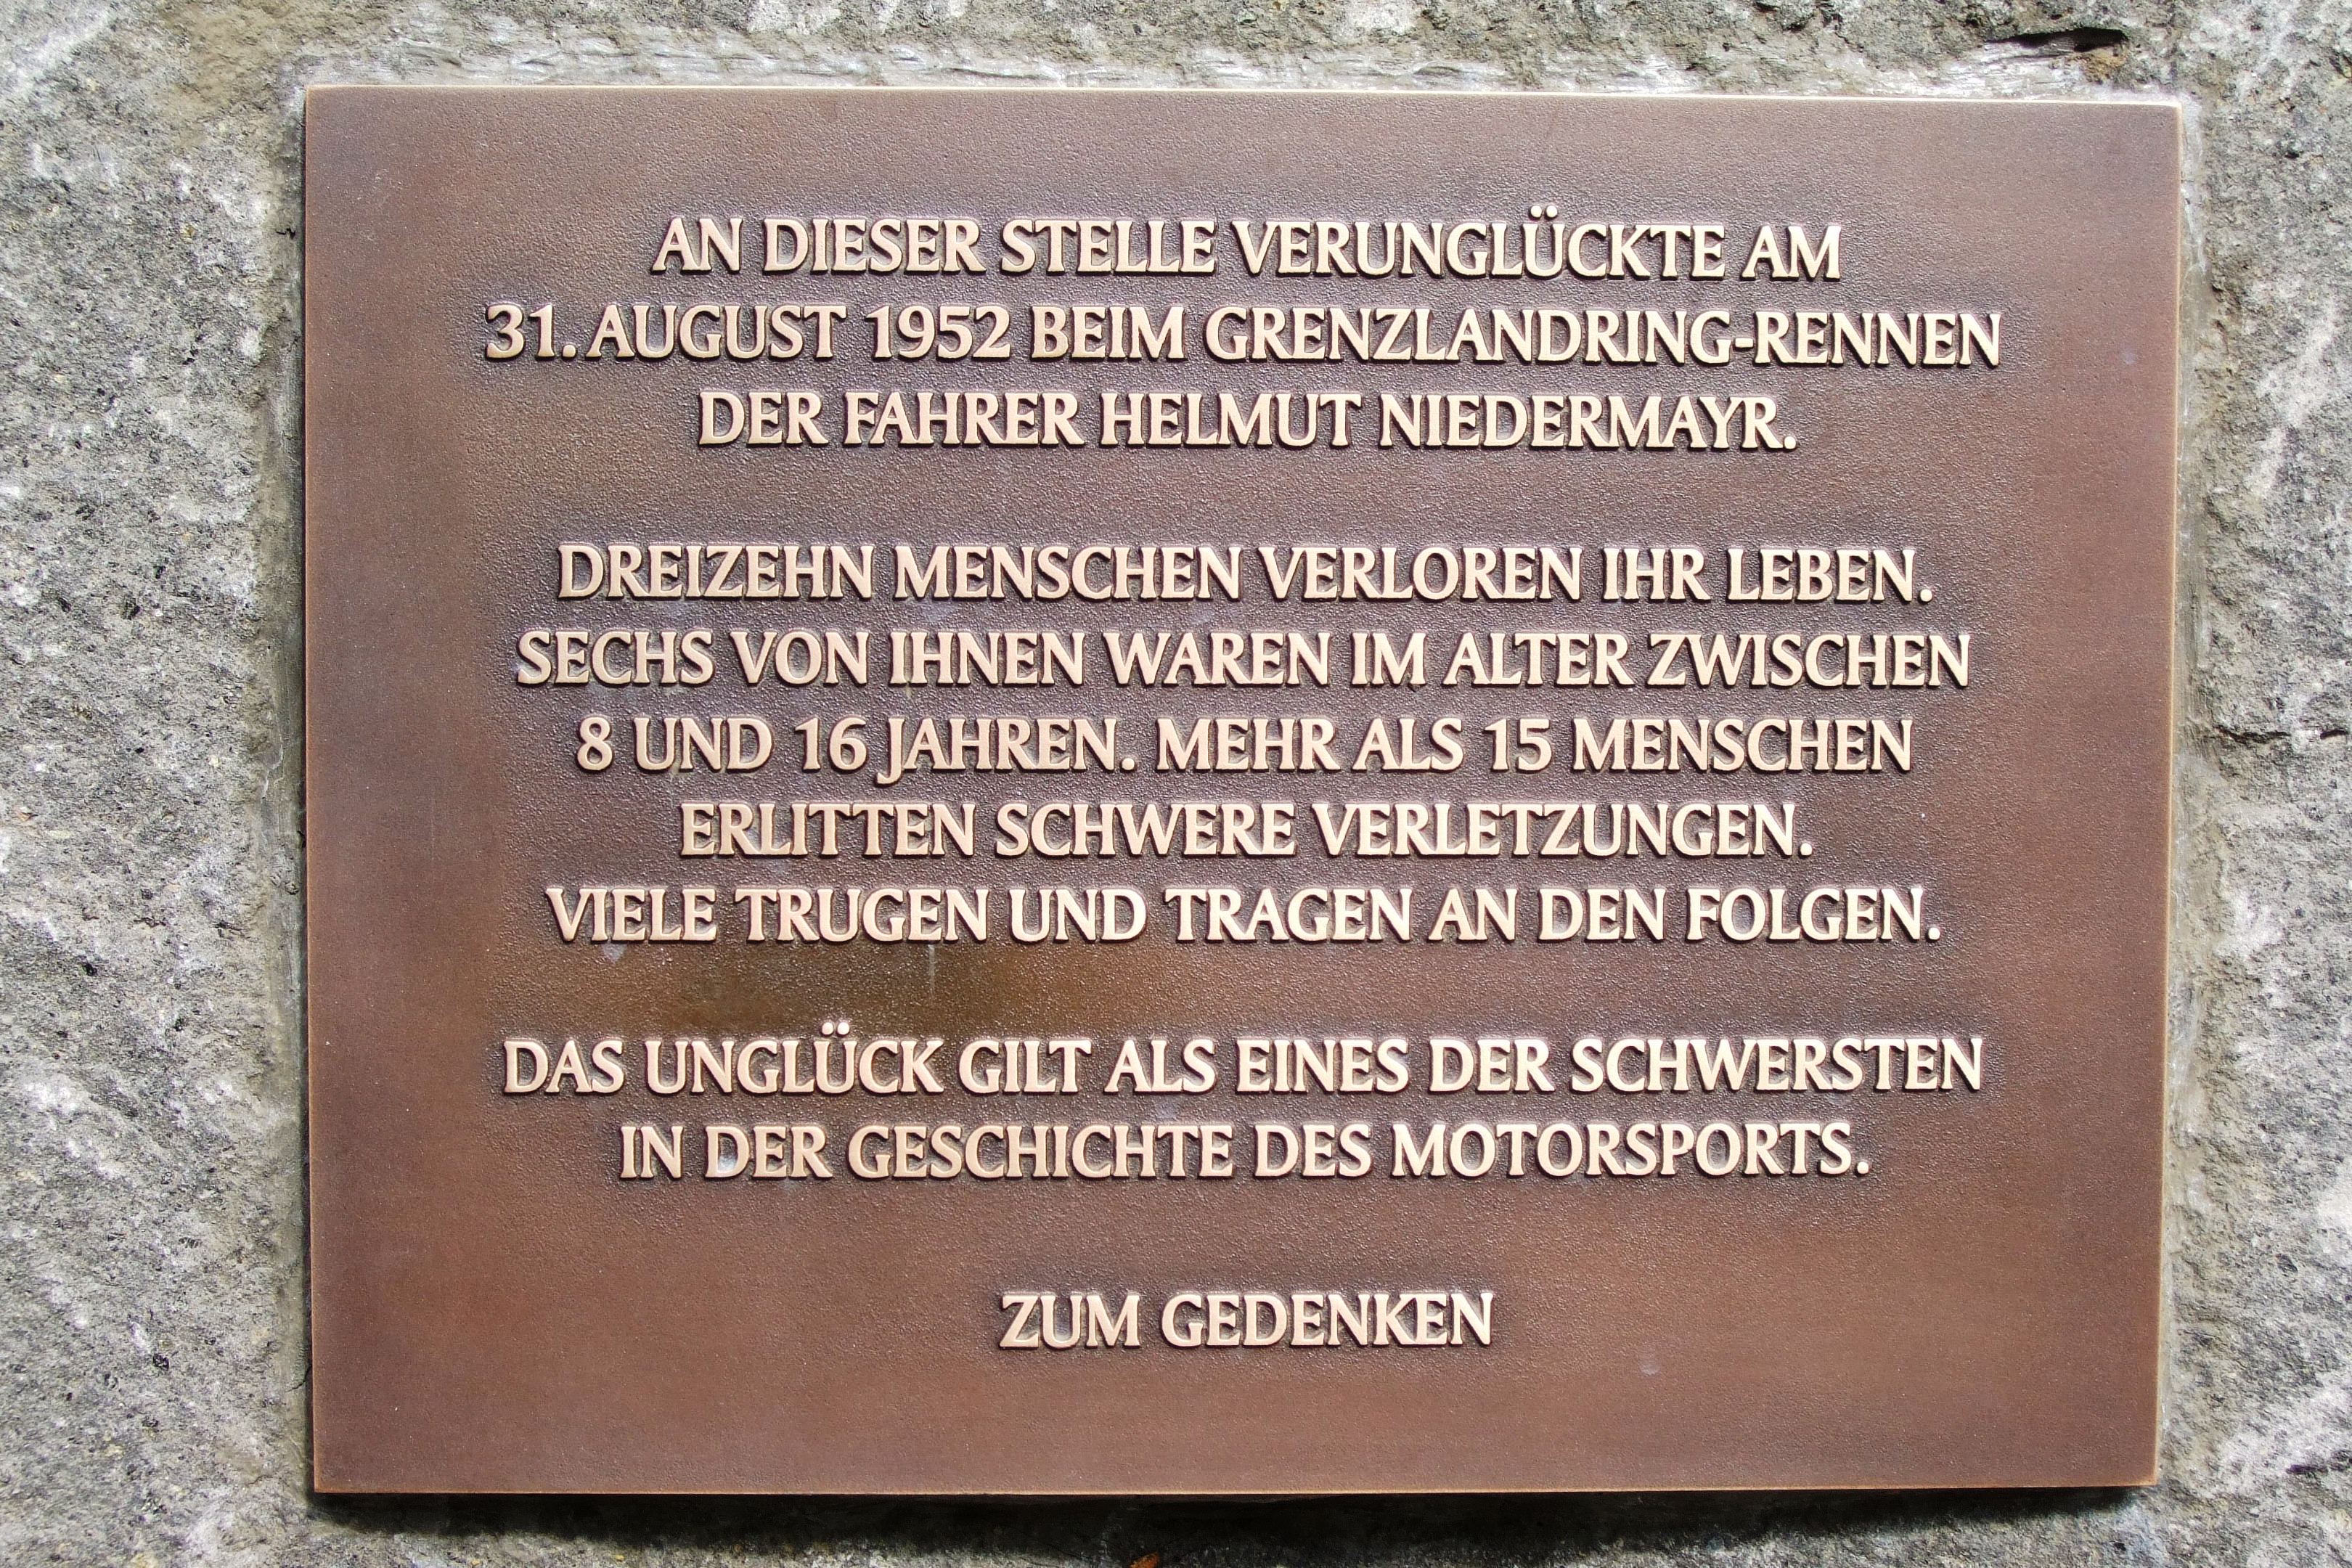 AN DIESER STELLE VERUNGLÜCKTE AM
31. AUGUST 1952 BEIM GRENZLANDRING-RENNEN
DER FAHRER HELMUT NIEDERMAYR.
DREIZEHN MENSCHEN VERLOREN IHR LEBEN.
SECHS VON IHNEN WAREN IM ALTER ZWISCHEN
8 UND 16 JAHREN. MEHR ALS 15 MENSCHEN
ERLITTEN SCHWERE VERLETZUNGEN.
VIELE TRUGEN UND TRAGEN AN DEN FOLGEN.
DAS UNGLÜCK GILT ALS EINES DER SCHWERSTEN
IN DER GESCHICHTE DES MOTORSPORTS.
ZUM GEDENKEN